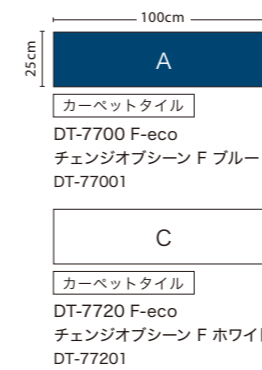 100cm
25cm
A
カーペットタイル
DT-7700 F-eco
チェンジオブシーン F ブルー
DT-77001
C
カーペットタイル
DT-7720 F-eco
チェンジオブシーン F ホワイ
DT-77201